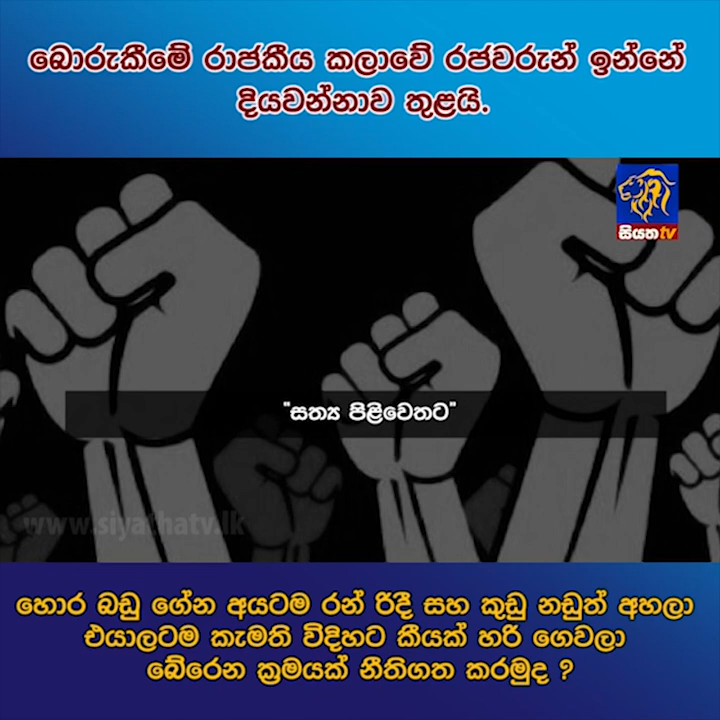 බොරුකීමේ රාජකීය කලාවේ රජවරුන් ඉන්නේ
දියවන්නාව තුළයි.
සියත tv
"සත්‍ය පිළිවෙතට"
www.siyathatv.lk
හොර බඩු ගේන අයටම රන් රිදී සහ කුඩු නඩුත් අහලා
එයාලටම කැමති විදිහට කීයක් හරි ගෙවලා
බේරෙන ක්‍රමයක් නීතිගත කරමුද ?